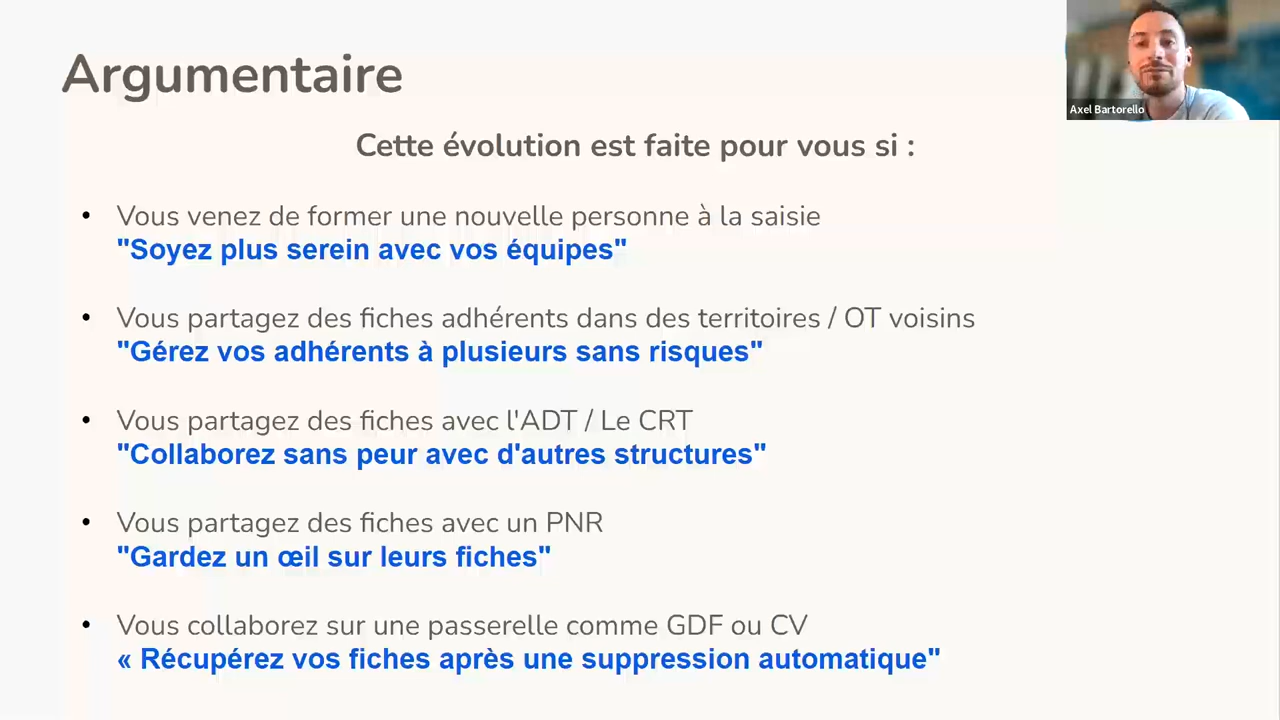 Argumentaire
Axel Bartorello
Cette évolution est faite pour vous si :
• Vous venez de former une nouvelle personne à la saisie
"Soyez plus serein avec vos équipes"
• Vous partagez des fiches adhérents dans des territoires / OT voisins
"Gérez vos adhérents à plusieurs sans risques"
• Vous partagez des fiches avec l'ADT / Le CRT
"Collaborez sans peur avec d'autres structures"
• Vous partagez des fiches avec un PNR
"Gardez un œil sur leurs fiches"
• Vous collaborez sur une passerelle comme GDF ou CV
« Récupérez vos fiches après une suppression automatique"